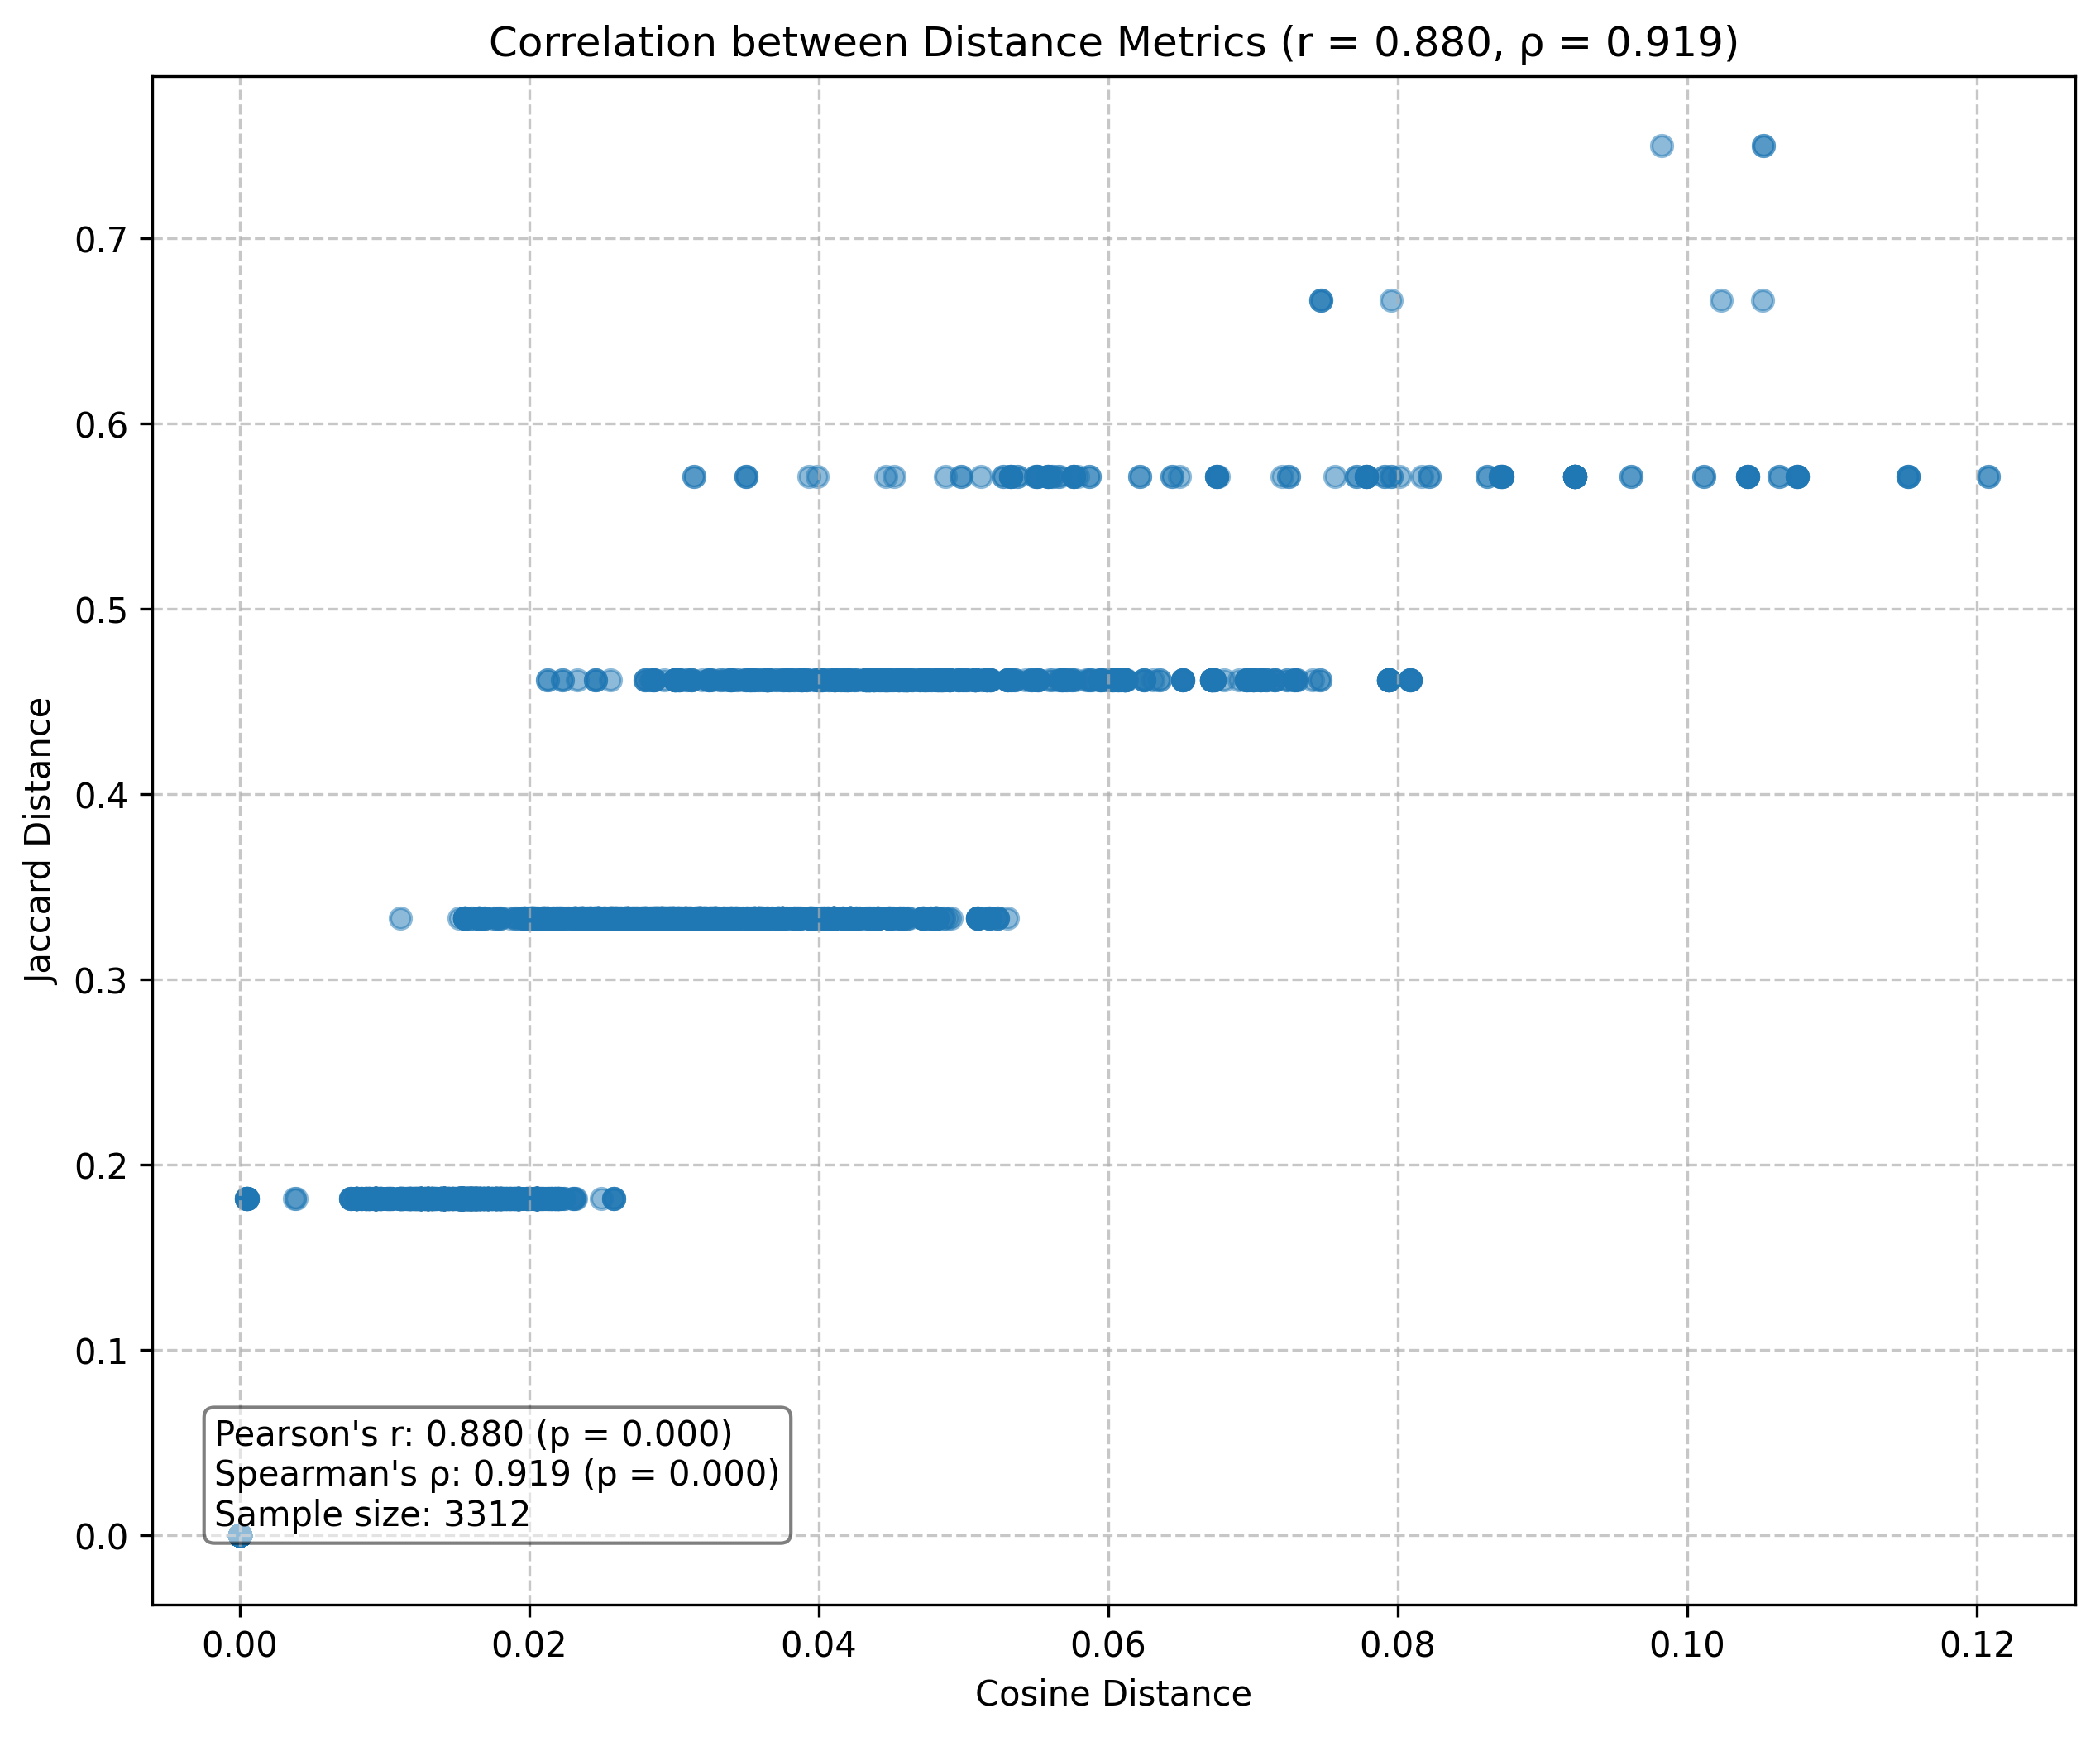 Correlation between Distance Metrics (r = 0.880, ρ = 0.919)
Jaccard Distance
0.7
0.6
0.5
0.4
0.3
0.2
0.1
0.0
Pearson's r: 0.880 (p = 0.000)
Spearman's ρ: 0.919 (p = 0.000)
Sample size: 3312
0.00 0.02 0.04 0.06 0.08 0.10 0.12
Cosine Distance